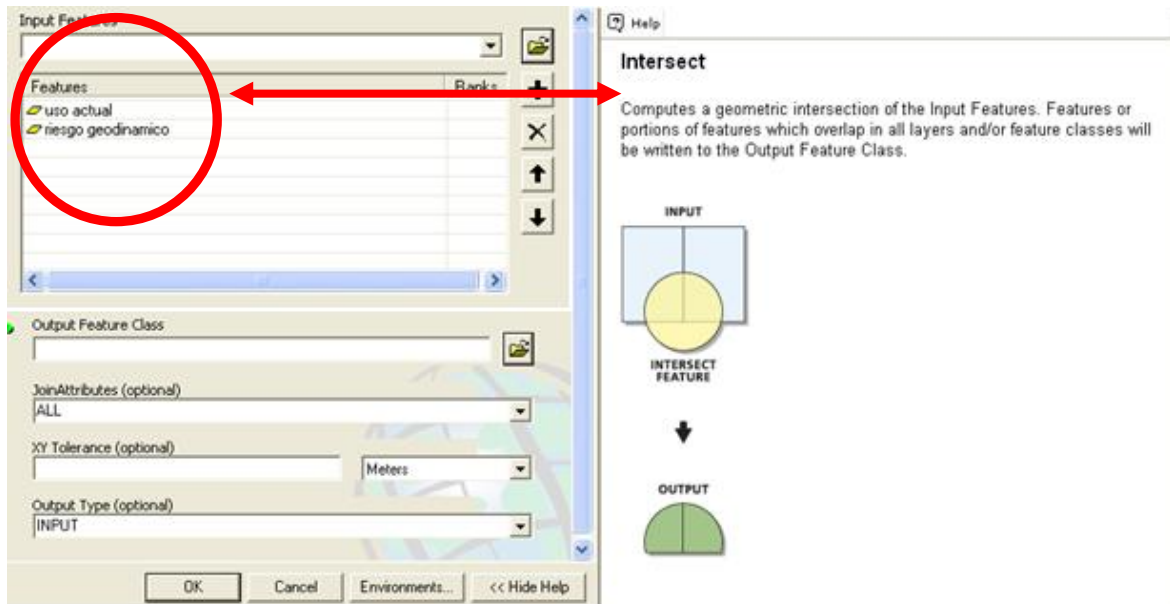 Input Features
Features Ranks
uso actual
riesgo geodinamico
Output Feature Class
JoinAttributes (optional)
ALL
XY Tolerance (optional)
Meters
Output Type (optional)
INPUT
OK Cancel Environments... << Hide Help
Help
Intersect
Computes a geometric intersection of the Input Features. Features or
portions of features which overlap in all layers and/or feature classes will
be written to the Output Feature Class.
INPUT
INTERSECT
FEATURE
OUTPUT